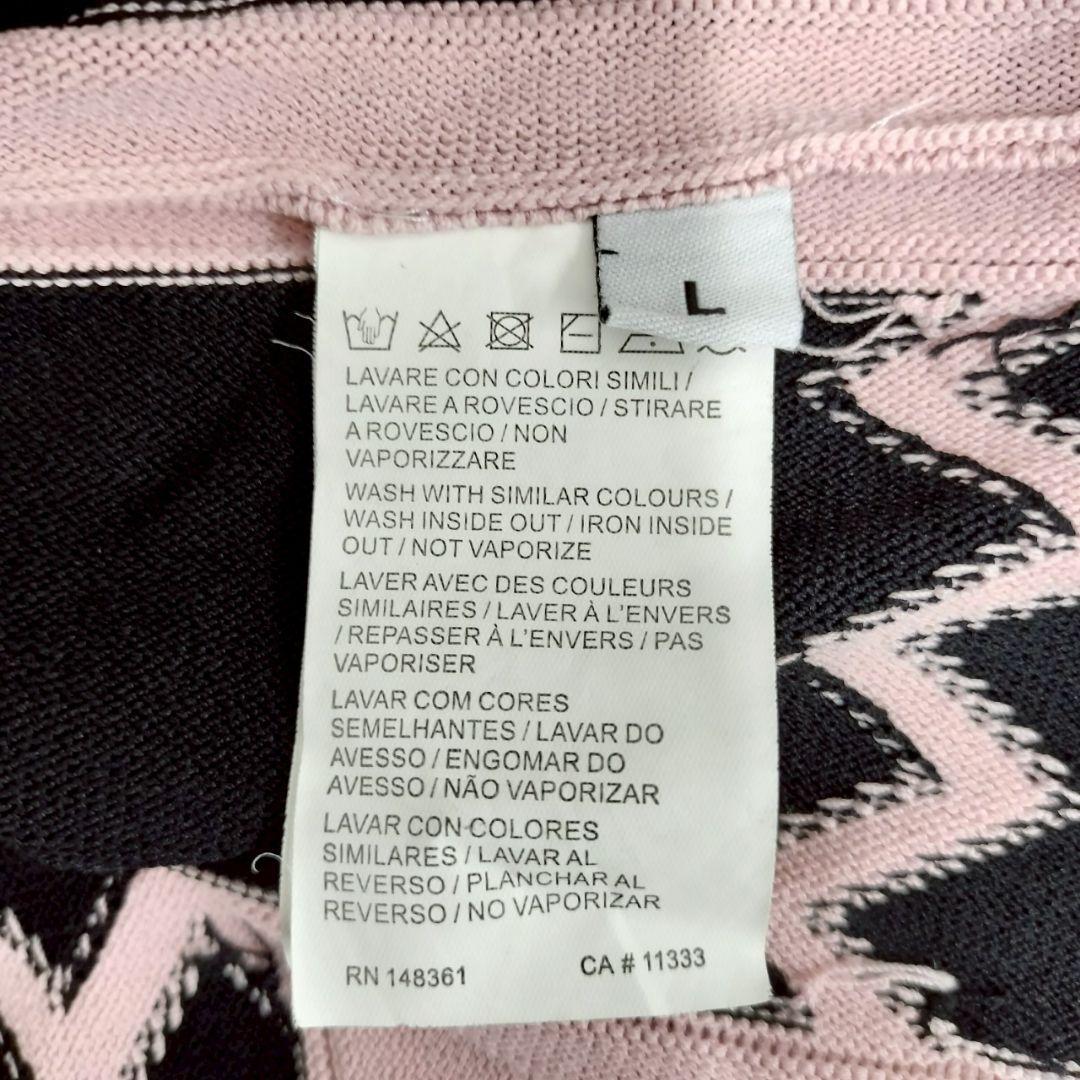 L
LAVARE CON COLORI SIMILI /
LAVARE A ROVESCIO / STIRARE
A ROVESCIO / NON
VAPORIZZARE
WASH WITH SIMILAR COLOURS /
WASH INSIDE OUT / IRON INSIDE
OUT / NOT VAPORIZE
LAVER AVEC DES COULEURS
SIMILAIRES / LAVER À L'ENVERS
/ REPASSER À L'ENVERS / PAS
VAPORISER
LAVAR COM CORES
SEMELHANTES / LAVAR DO
AVESSO / ENGOMAR DO
AVESSO / NÃO VAPORIZAR
LAVAR CON COLORES
SIMILARES / LAVAR AL
REVERSO / PLANCHAR AL
REVERSO / NO VAPORIZAR
RN 148361 CA # 11333